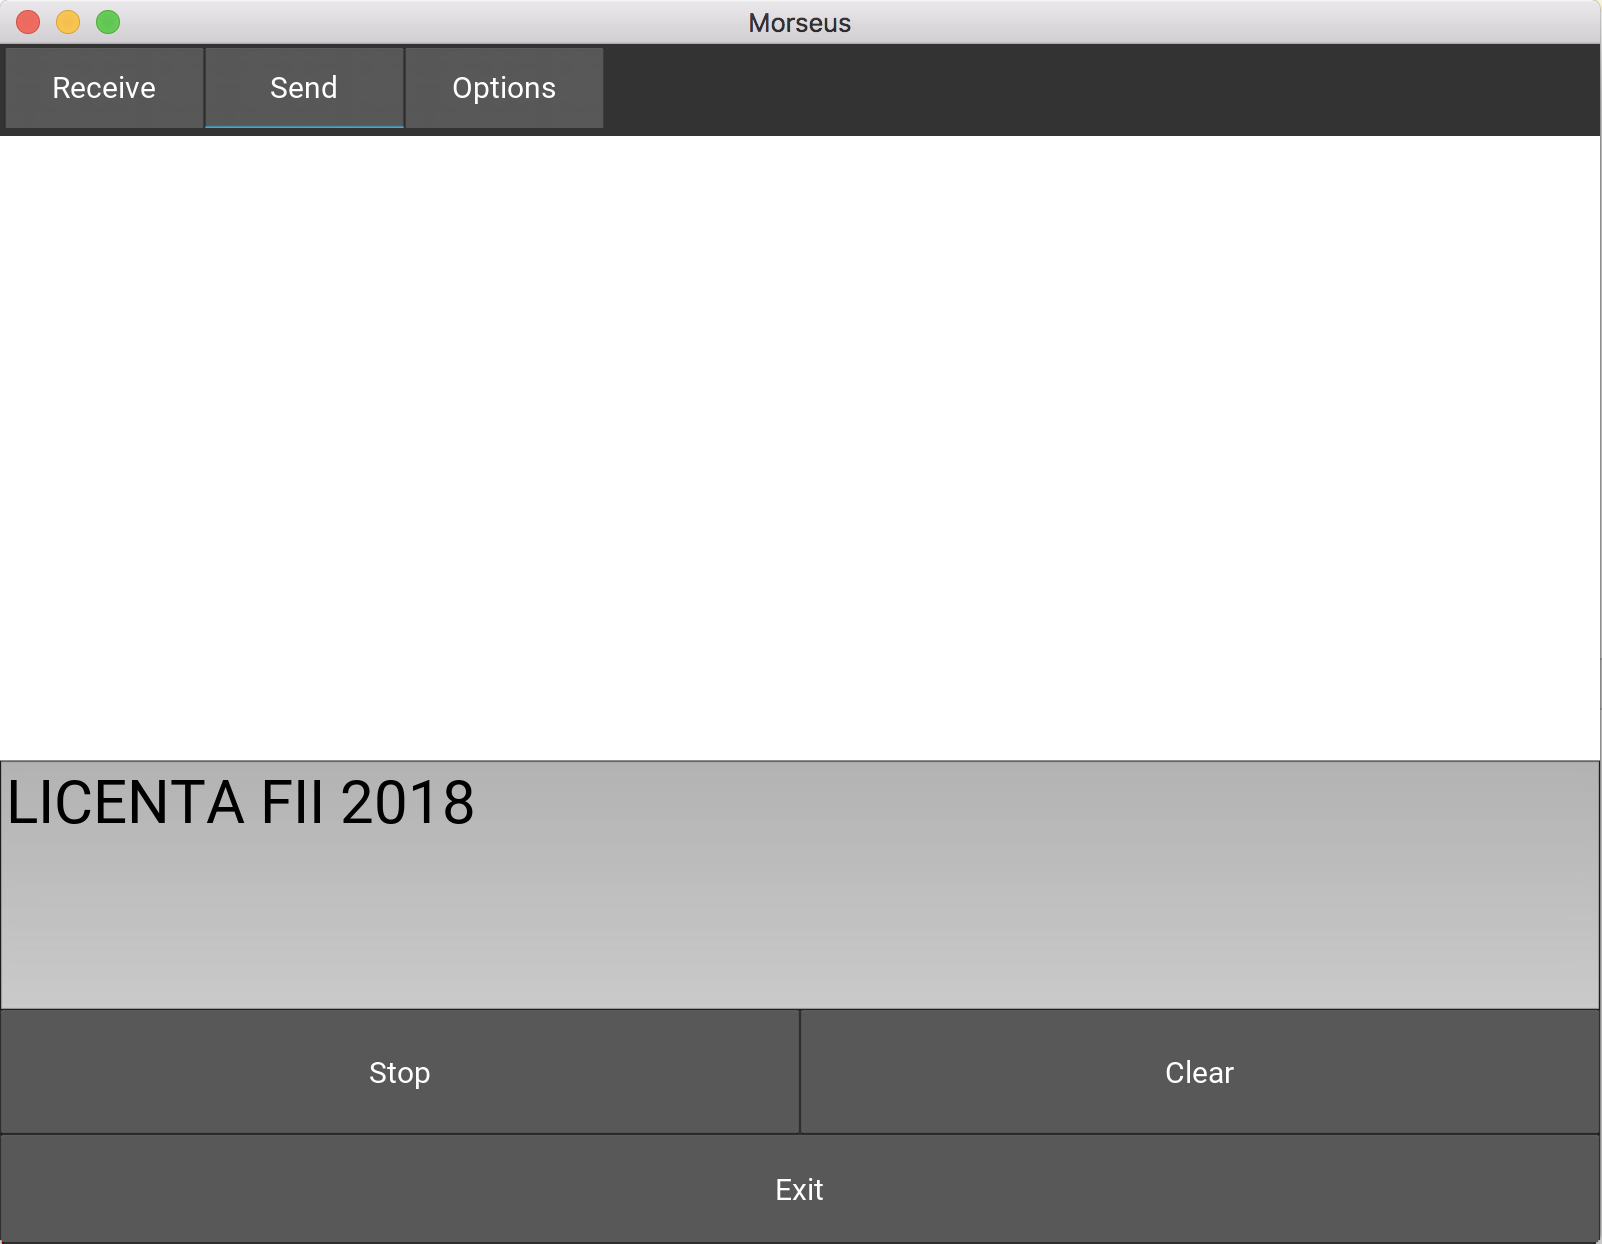 Morseus
Receive Send Options
LICENTA FII 2018
Stop Clear
Exit